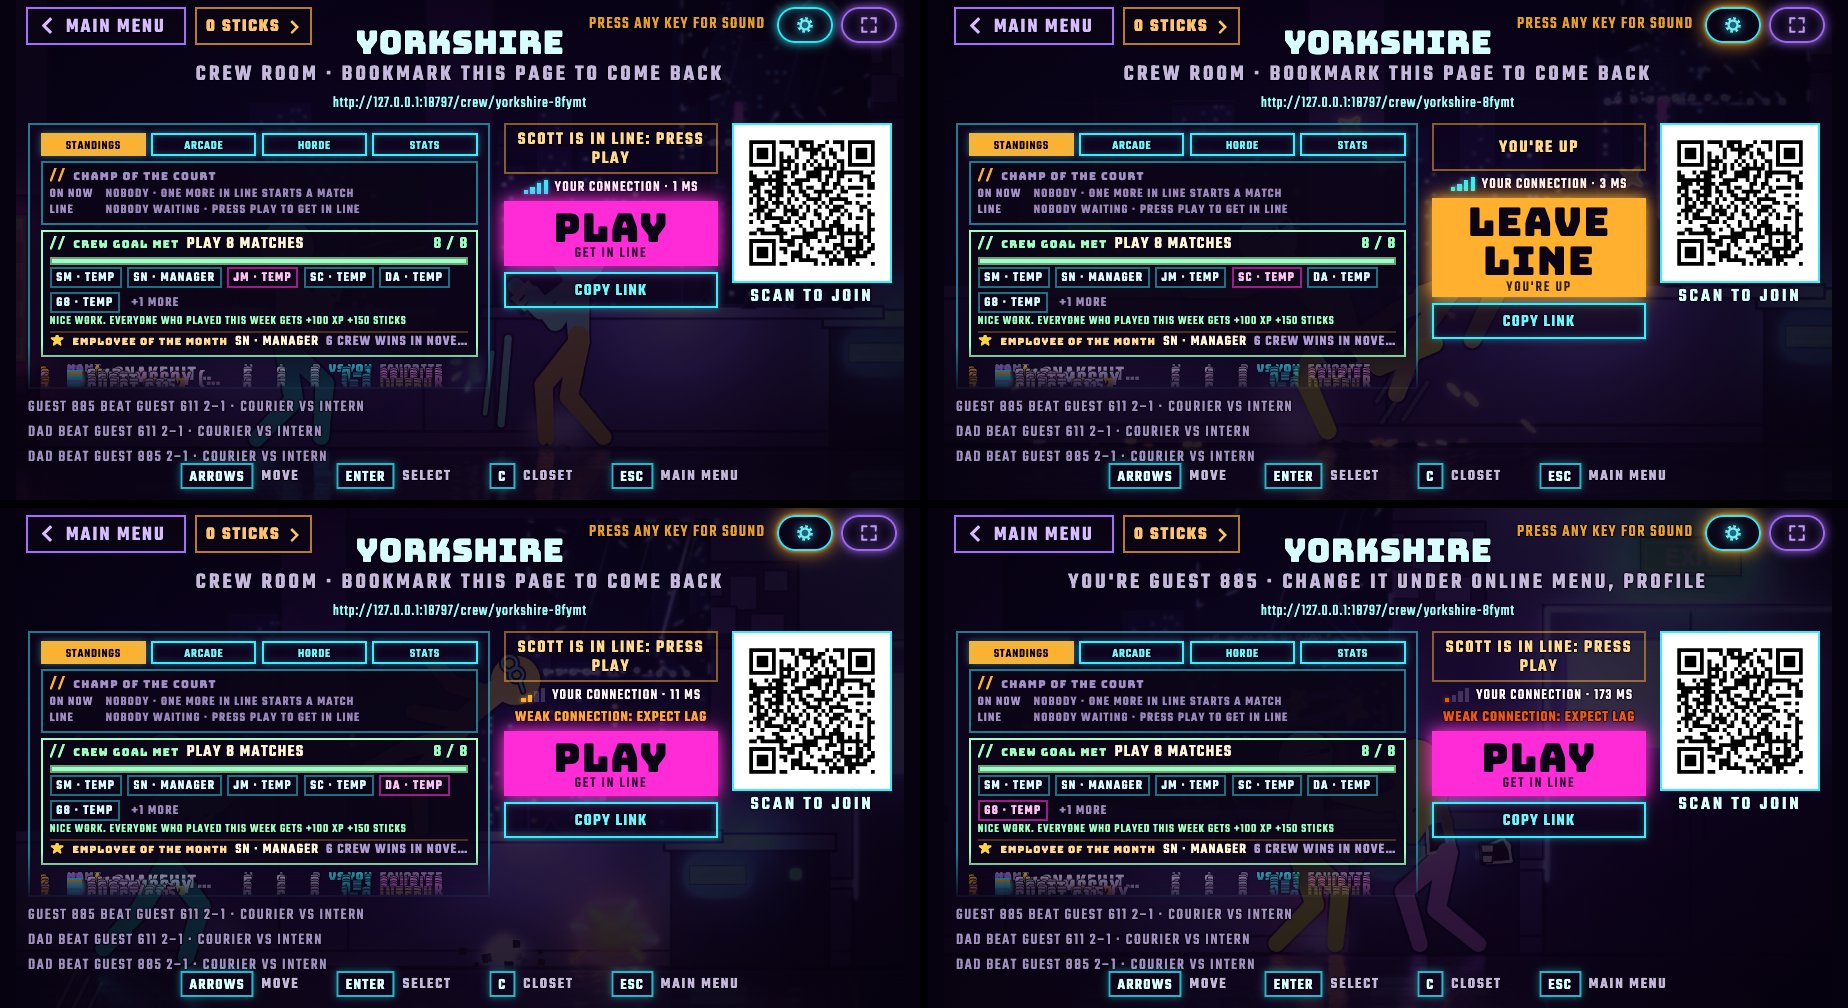 MAIN MENU
0 STICKS
YORKSHIRE
PRESS ANY KEY FOR SOUND
CREW ROOM · BOOKMARK THIS PAGE TO COME BACK
http://127.0.0.1:18797/crew/yorkshire-8fymt
STANDINGS ARCADE HORDE STATS
// CHAMP OF THE COURT
ON NOW NOBODY · ONE MORE IN LINE STARTS A MATCH
LINE NOBODY WAITING · PRESS PLAY TO GET IN LINE
// CREW GOAL MET PLAY 8 MATCHES 8 / 8
SM · TEMP SN · MANAGER JM · TEMP SC · TEMP DA · TEMP
G8 · TEMP +1 MORE
NICE WORK. EVERYONE WHO PLAYED THIS WEEK GETS +100 XP +150 STICKS
EMPLOYEE OF THE MONTH SN · MANAGER 6 CREW WINS IN NOVE...
SCOTT IS IN LINE: PRESS
PLAY
YOUR CONNECTION · 1 MS
PLAY
GET IN LINE
COPY LINK
SCAN TO JOIN
GUEST 885 BEAT GUEST 611 2-1 · COURIER VS INTERN
DAD BEAT GUEST 611 2-1 · COURIER VS INTERN
DAD BEAT GUEST 885 2-1 · COURIER VS INTERN
ARROWS MOVE ENTER SELECT C CLOSET ESC MAIN MENU
MAIN MENU
0 STICKS
YORKSHIRE
PRESS ANY KEY FOR SOUND
CREW ROOM · BOOKMARK THIS PAGE TO COME BACK
http://127.0.0.1:18797/crew/yorkshire-8fymt
STANDINGS ARCADE HORDE STATS
// CHAMP OF THE COURT
ON NOW NOBODY · ONE MORE IN LINE STARTS A MATCH
LINE NOBODY WAITING · PRESS PLAY TO GET IN LINE
// CREW GOAL MET PLAY 8 MATCHES 8 / 8
SM · TEMP SN · MANAGER JM · TEMP SC · TEMP DA · TEMP
G8 · TEMP +1 MORE
NICE WORK. EVERYONE WHO PLAYED THIS WEEK GETS +100 XP +150 STICKS
EMPLOYEE OF THE MONTH SN · MANAGER 6 CREW WINS IN NOVE...
YOU'RE UP
YOUR CONNECTION · 3 MS
LEAVE
LINE
YOU'RE UP
COPY LINK
SCAN TO JOIN
GUEST 885 BEAT GUEST 611 2-1 · COURIER VS INTERN
DAD BEAT GUEST 611 2-1 · COURIER VS INTERN
DAD BEAT GUEST 885 2-1 · COURIER VS INTERN
ARROWS MOVE ENTER SELECT C CLOSET ESC MAIN MENU
MAIN MENU
0 STICKS
YORKSHIRE
PRESS ANY KEY FOR SOUND
CREW ROOM · BOOKMARK THIS PAGE TO COME BACK
http://127.0.0.1:18797/crew/yorkshire-8fymt
STANDINGS ARCADE HORDE STATS
// CHAMP OF THE COURT
ON NOW NOBODY · ONE MORE IN LINE STARTS A MATCH
LINE NOBODY WAITING · PRESS PLAY TO GET IN LINE
// CREW GOAL MET PLAY 8 MATCHES 8 / 8
SM · TEMP SN · MANAGER JM · TEMP SC · TEMP DA · TEMP
G8 · TEMP +1 MORE
NICE WORK. EVERYONE WHO PLAYED THIS WEEK GETS +100 XP +150 STICKS
EMPLOYEE OF THE MONTH SN · MANAGER 6 CREW WINS IN NOVE...
SCOTT IS IN LINE: PRESS
PLAY
YOUR CONNECTION · 11 MS
WEAK CONNECTION: EXPECT LAG
PLAY
GET IN LINE
COPY LINK
SCAN TO JOIN
GUEST 885 BEAT GUEST 611 2-1 · COURIER VS INTERN
DAD BEAT GUEST 611 2-1 · COURIER VS INTERN
DAD BEAT GUEST 885 2-1 · COURIER VS INTERN
ARROWS MOVE ENTER SELECT C CLOSET ESC MAIN MENU
MAIN MENU
0 STICKS
YORKSHIRE
PRESS ANY KEY FOR SOUND
YOU'RE GUEST 885 · CHANGE IT UNDER ONLINE MENU, PROFILE
http://127.0.0.1:18797/crew/yorkshire-8fymt
STANDINGS ARCADE HORDE STATS
// CHAMP OF THE COURT
ON NOW NOBODY · ONE MORE IN LINE STARTS A MATCH
LINE NOBODY WAITING · PRESS PLAY TO GET IN LINE
// CREW GOAL MET PLAY 8 MATCHES 8 / 8
SM · TEMP SN · MANAGER JM · TEMP SC · TEMP DA · TEMP
G8 · TEMP +1 MORE
NICE WORK. EVERYONE WHO PLAYED THIS WEEK GETS +100 XP +150 STICKS
EMPLOYEE OF THE MONTH SN · MANAGER 6 CREW WINS IN NOVE...
SCOTT IS IN LINE: PRESS
PLAY
YOUR CONNECTION · 173 MS
WEAK CONNECTION: EXPECT LAG
PLAY
GET IN LINE
COPY LINK
SCAN TO JOIN
GUEST 885 BEAT GUEST 611 2-1 · COURIER VS INTERN
DAD BEAT GUEST 611 2-1 · COURIER VS INTERN
DAD BEAT GUEST 885 2-1 · COURIER VS INTERN
ARROWS MOVE ENTER SELECT C CLOSET ESC MAIN MENU